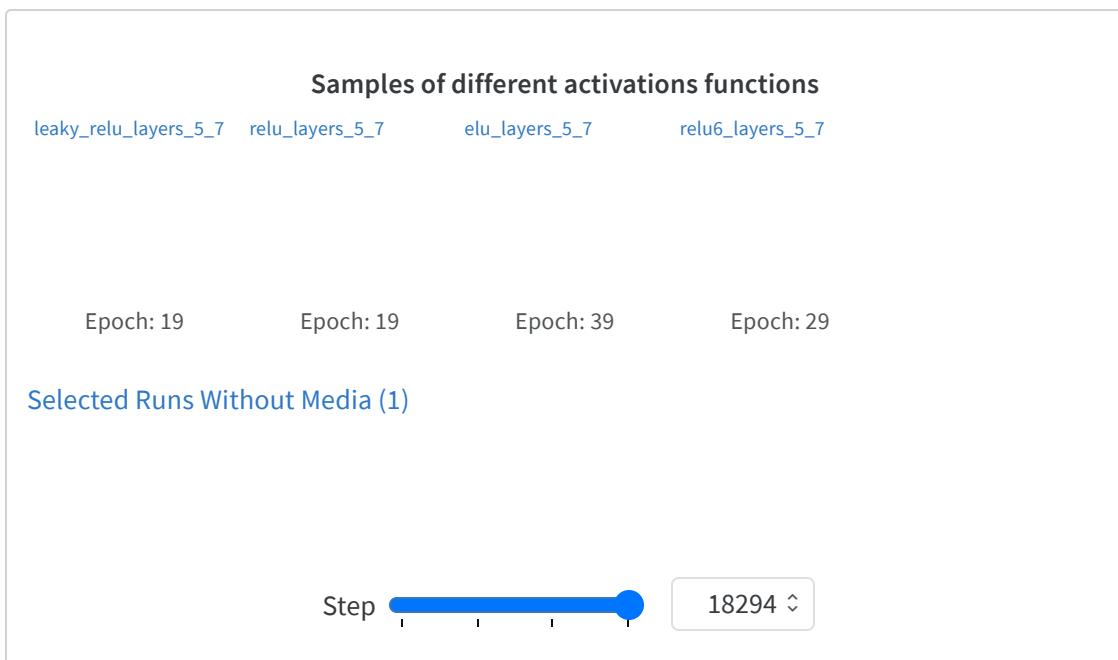 Samples of different activations functions
leaky_relu_layers_5_7 relu_layers_5_7 elu_layers_5_7 relu6_layers_5_7
Epoch: 19 Epoch: 19 Epoch: 39 Epoch: 29
Selected Runs Without Media (1)
Step 18294